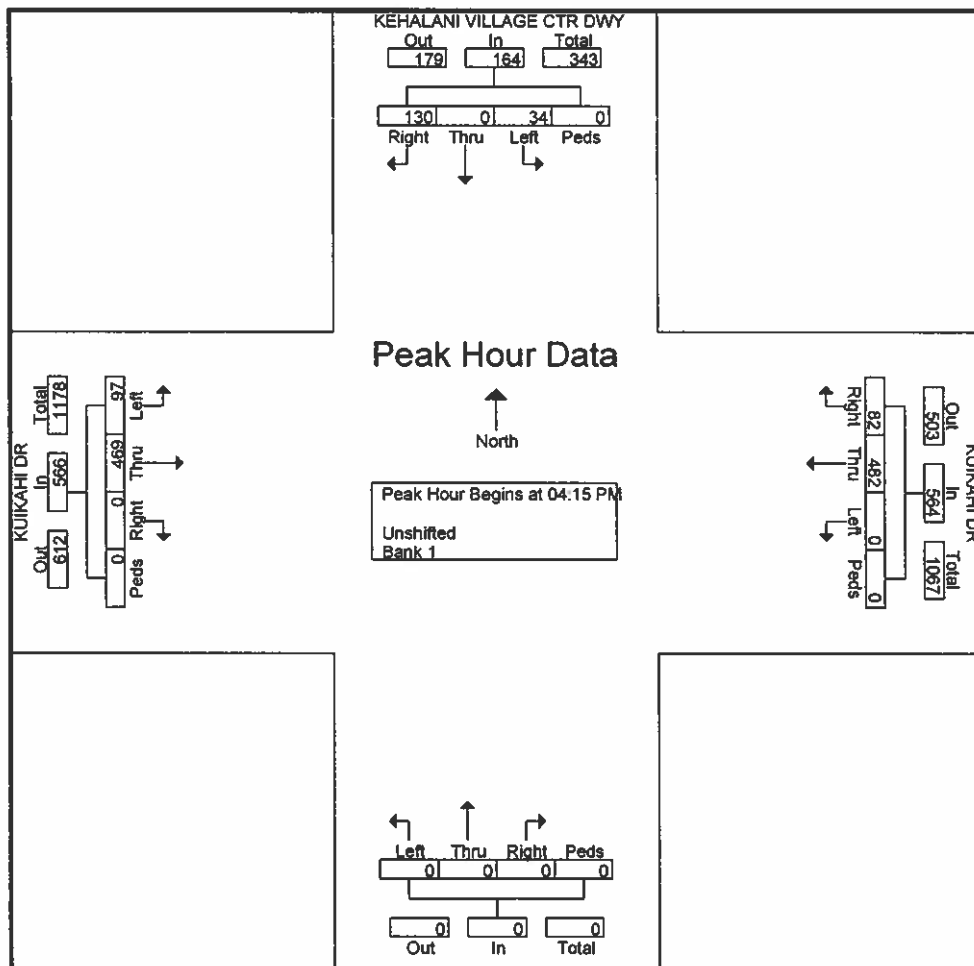 KEHALANI VILLAGE CTR DWY
Out In Total
179 164 343
130 0 34 0
Right Thru Left Peds
Peak Hour Data
North
Peak Hour Begins at 04:15 PM
Unshifted
Bank 1
KUIKAHI DR
Total In Out
1178 566 612
97 469 0 0
Left Thru Right Peds
Right Thru Left Peds
82 482 0 0
Out In Total
503 564 1067
KUIKAHI DR
Left Thru Right Peds
0 0 0 0
0 0 0
Out In Total